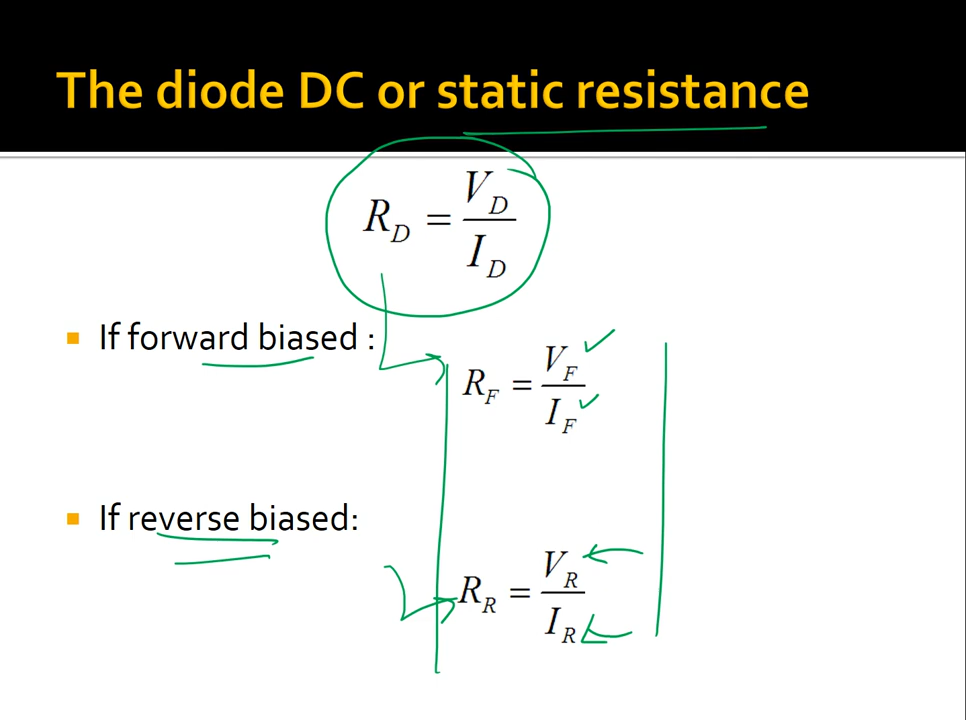 The diode DC or static resistance
R_D = V_D / I_D
If forward biased :
R_F = V_F / I_F
If reverse biased:
R_R = V_R / I_R